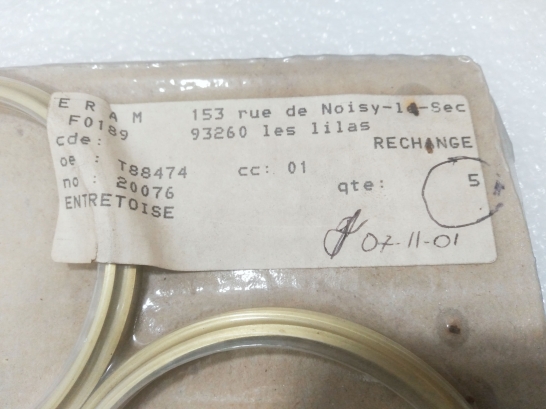 E R A M 153 rue de Noisy-le-Sec
F0189 93260 les lilas
cde:
RECHANGE
oe : T88474 cc: 01
no : 20076 qte: 5
ENTRETOISE
07-11-01